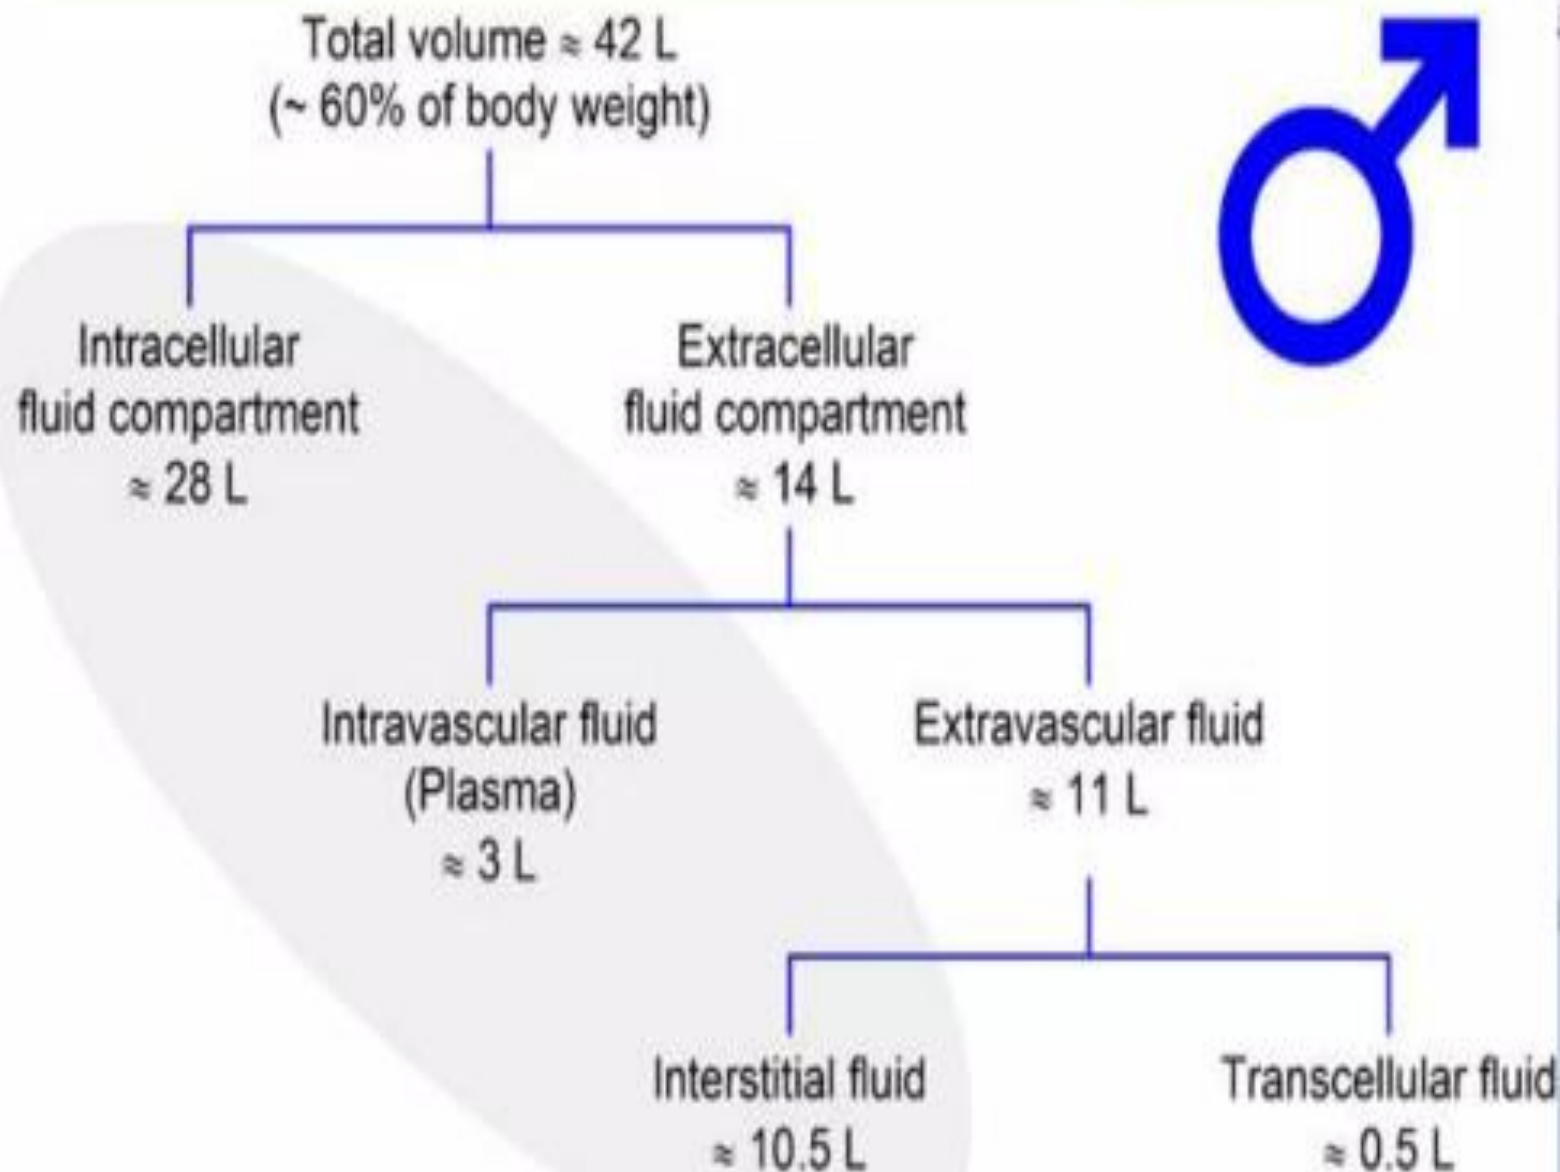 Total volume ≈ 42 L
(~ 60% of body weight)
Intracellular
fluid compartment
≈ 28 L
Extracellular
fluid compartment
≈ 14 L
Intravascular fluid
(Plasma)
≈ 3 L
Extravascular fluid
≈ 11 L
Interstitial fluid
≈ 10.5 L
Transcellular fluid
≈ 0.5 L